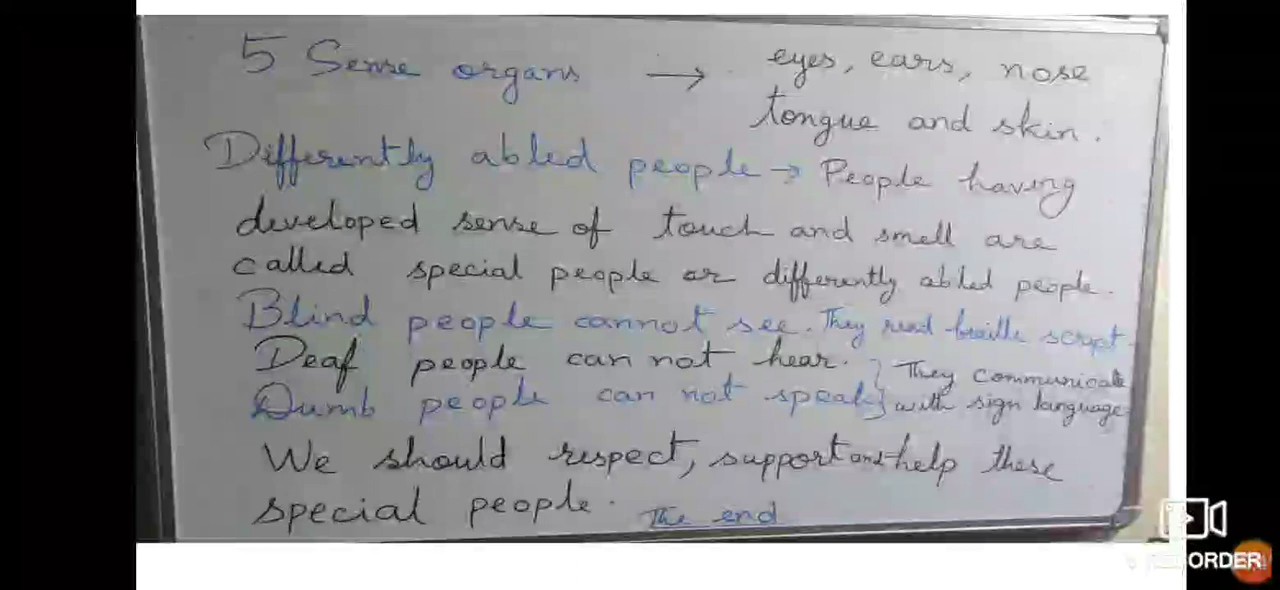 5 Sense organs → eyes, ears, nose
tongue and skin.
Differently abled people → People having
developed sense of touch and smell are
called special people or differently abled people.
Blind people cannot see. They read braille script.
Deaf people can not hear. } They communicate
Dumb people can not speak } with sign language
We should respect, support and help these
special people. The end